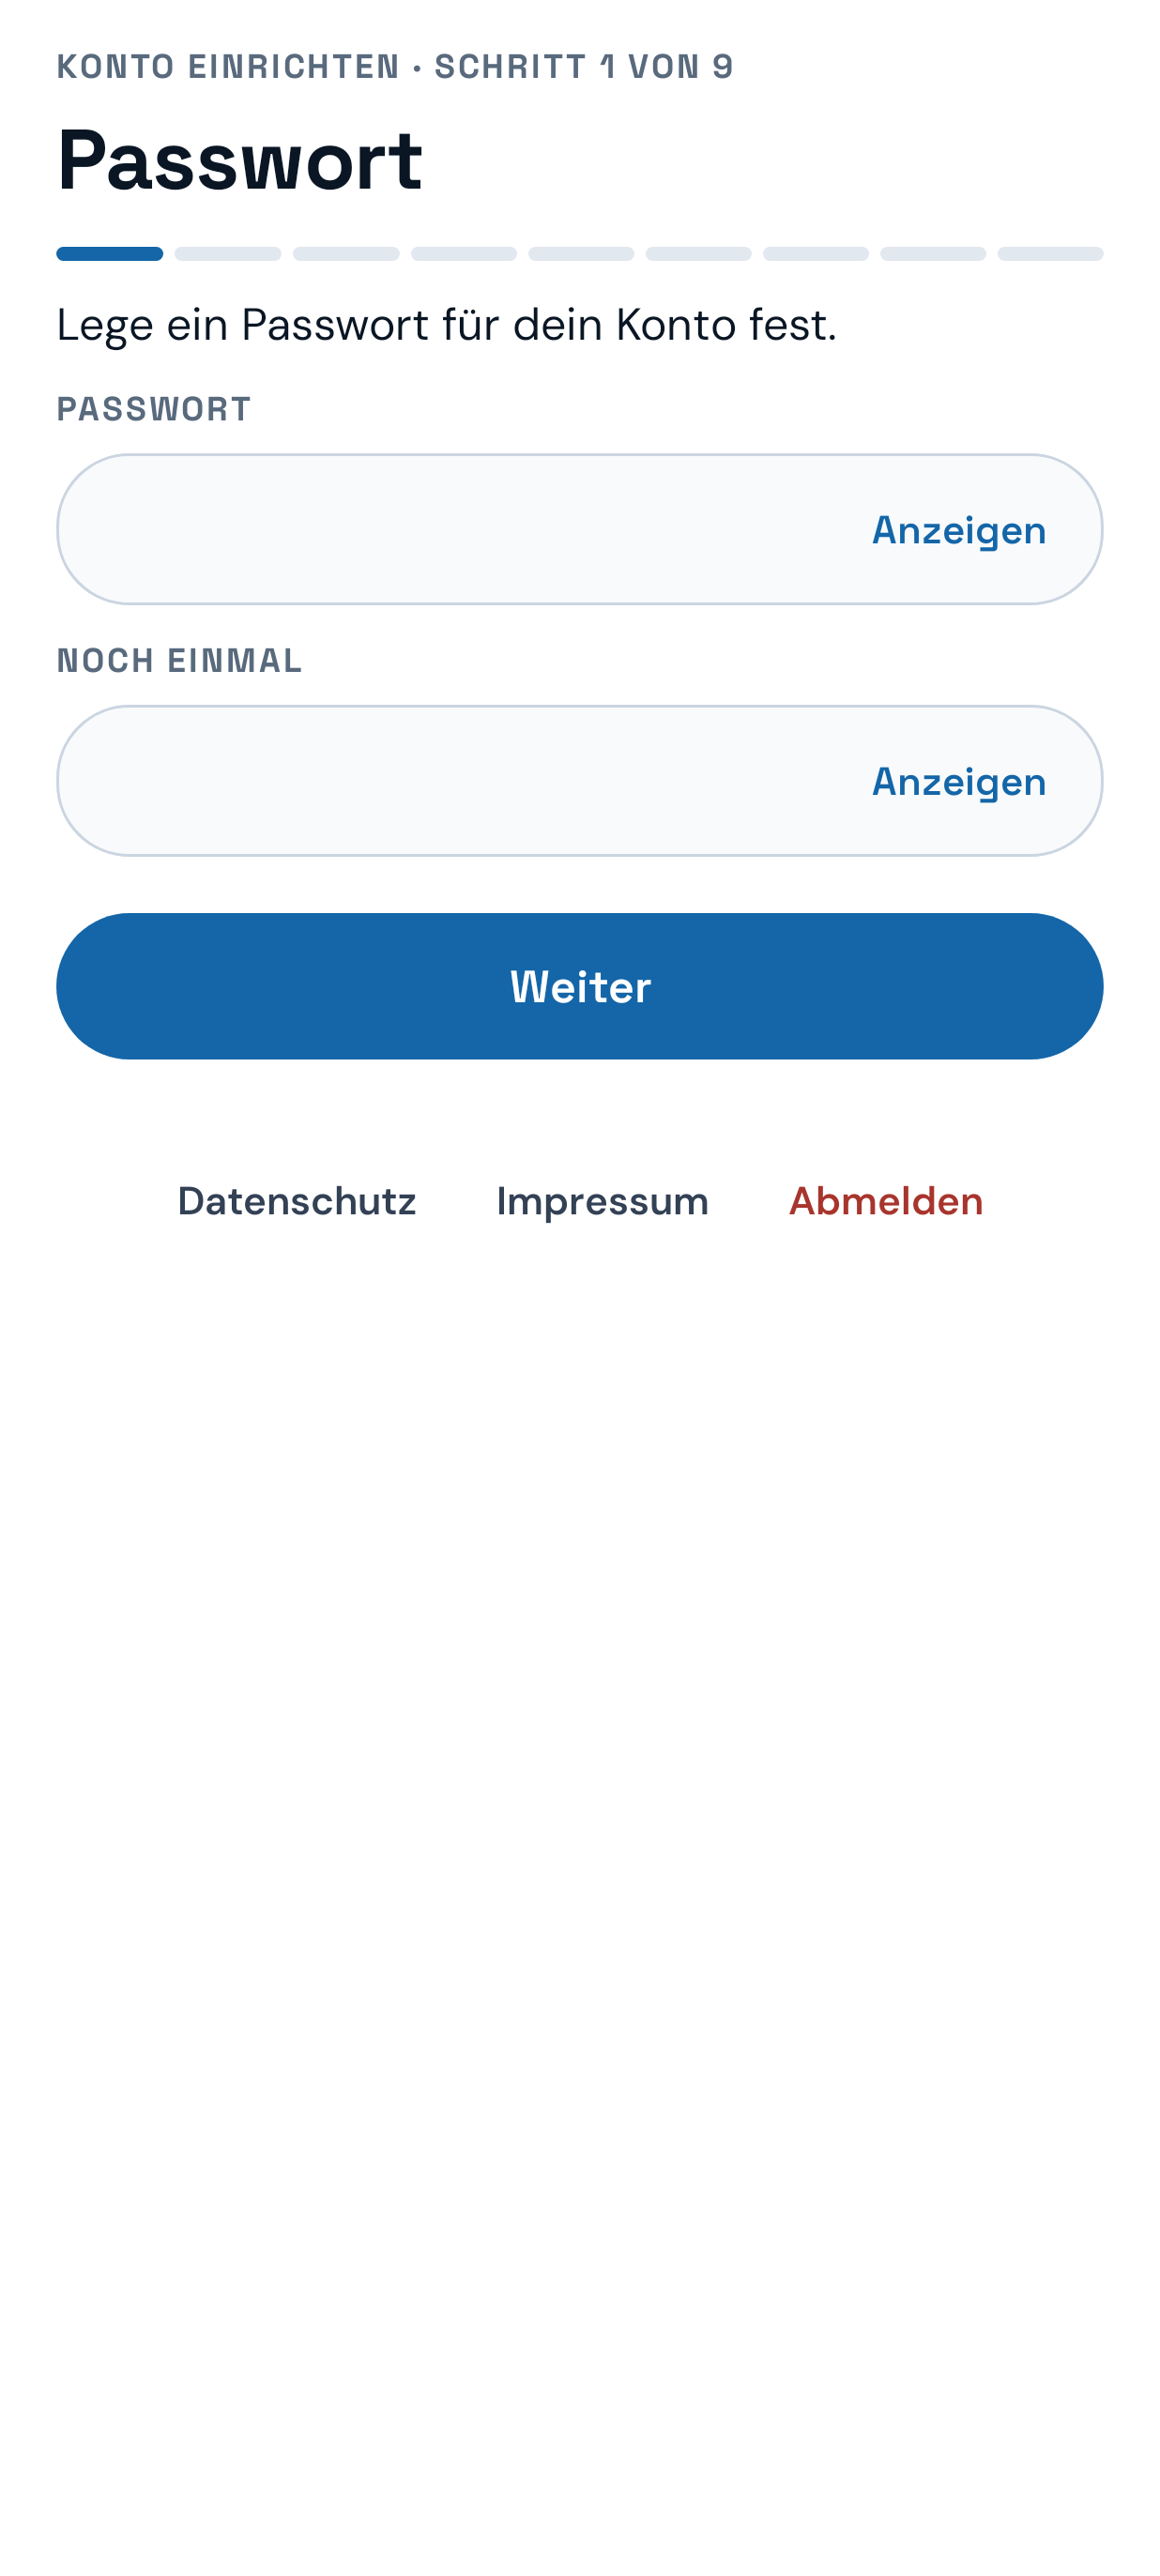 KONTO EINRICHTEN · SCHRITT 1 VON 9
Passwort
Lege ein Passwort für dein Konto fest.
PASSWORT
Anzeigen
NOCH EINMAL
Anzeigen
Weiter
Datenschutz Impressum Abmelden